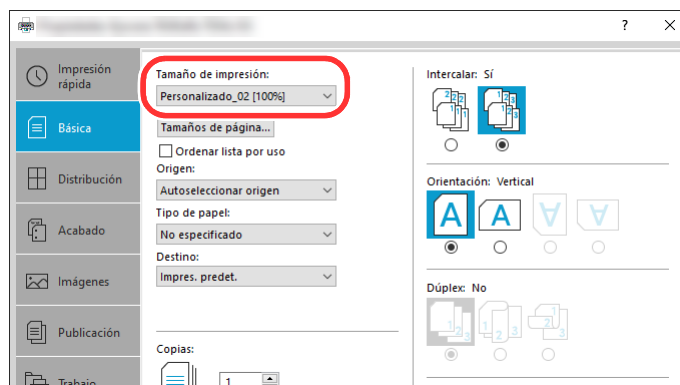 ?
Impresión
rápida
Básica
Distribución
Acabado
Imágenes
Publicación
Trabajo
Tamaño de impresión:
Personalizado_02 [100%]
Tamaños de página...
Ordenar lista por uso
Origen:
Autoseleccionar origen
Tipo de papel:
No especificado
Destino:
Impres. predet.
Copias:
1
Intercalar: Sí
Orientación: Vertical
A A A A
Dúplex: No